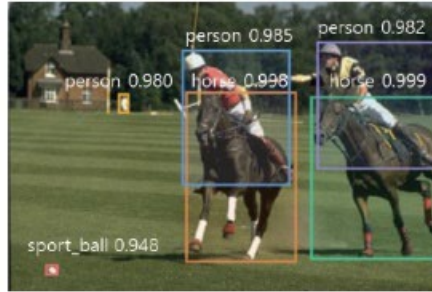 person 0.985
person 0.982
person 0.980
horse 0.998
horse 0.999
sport_ball 0.948